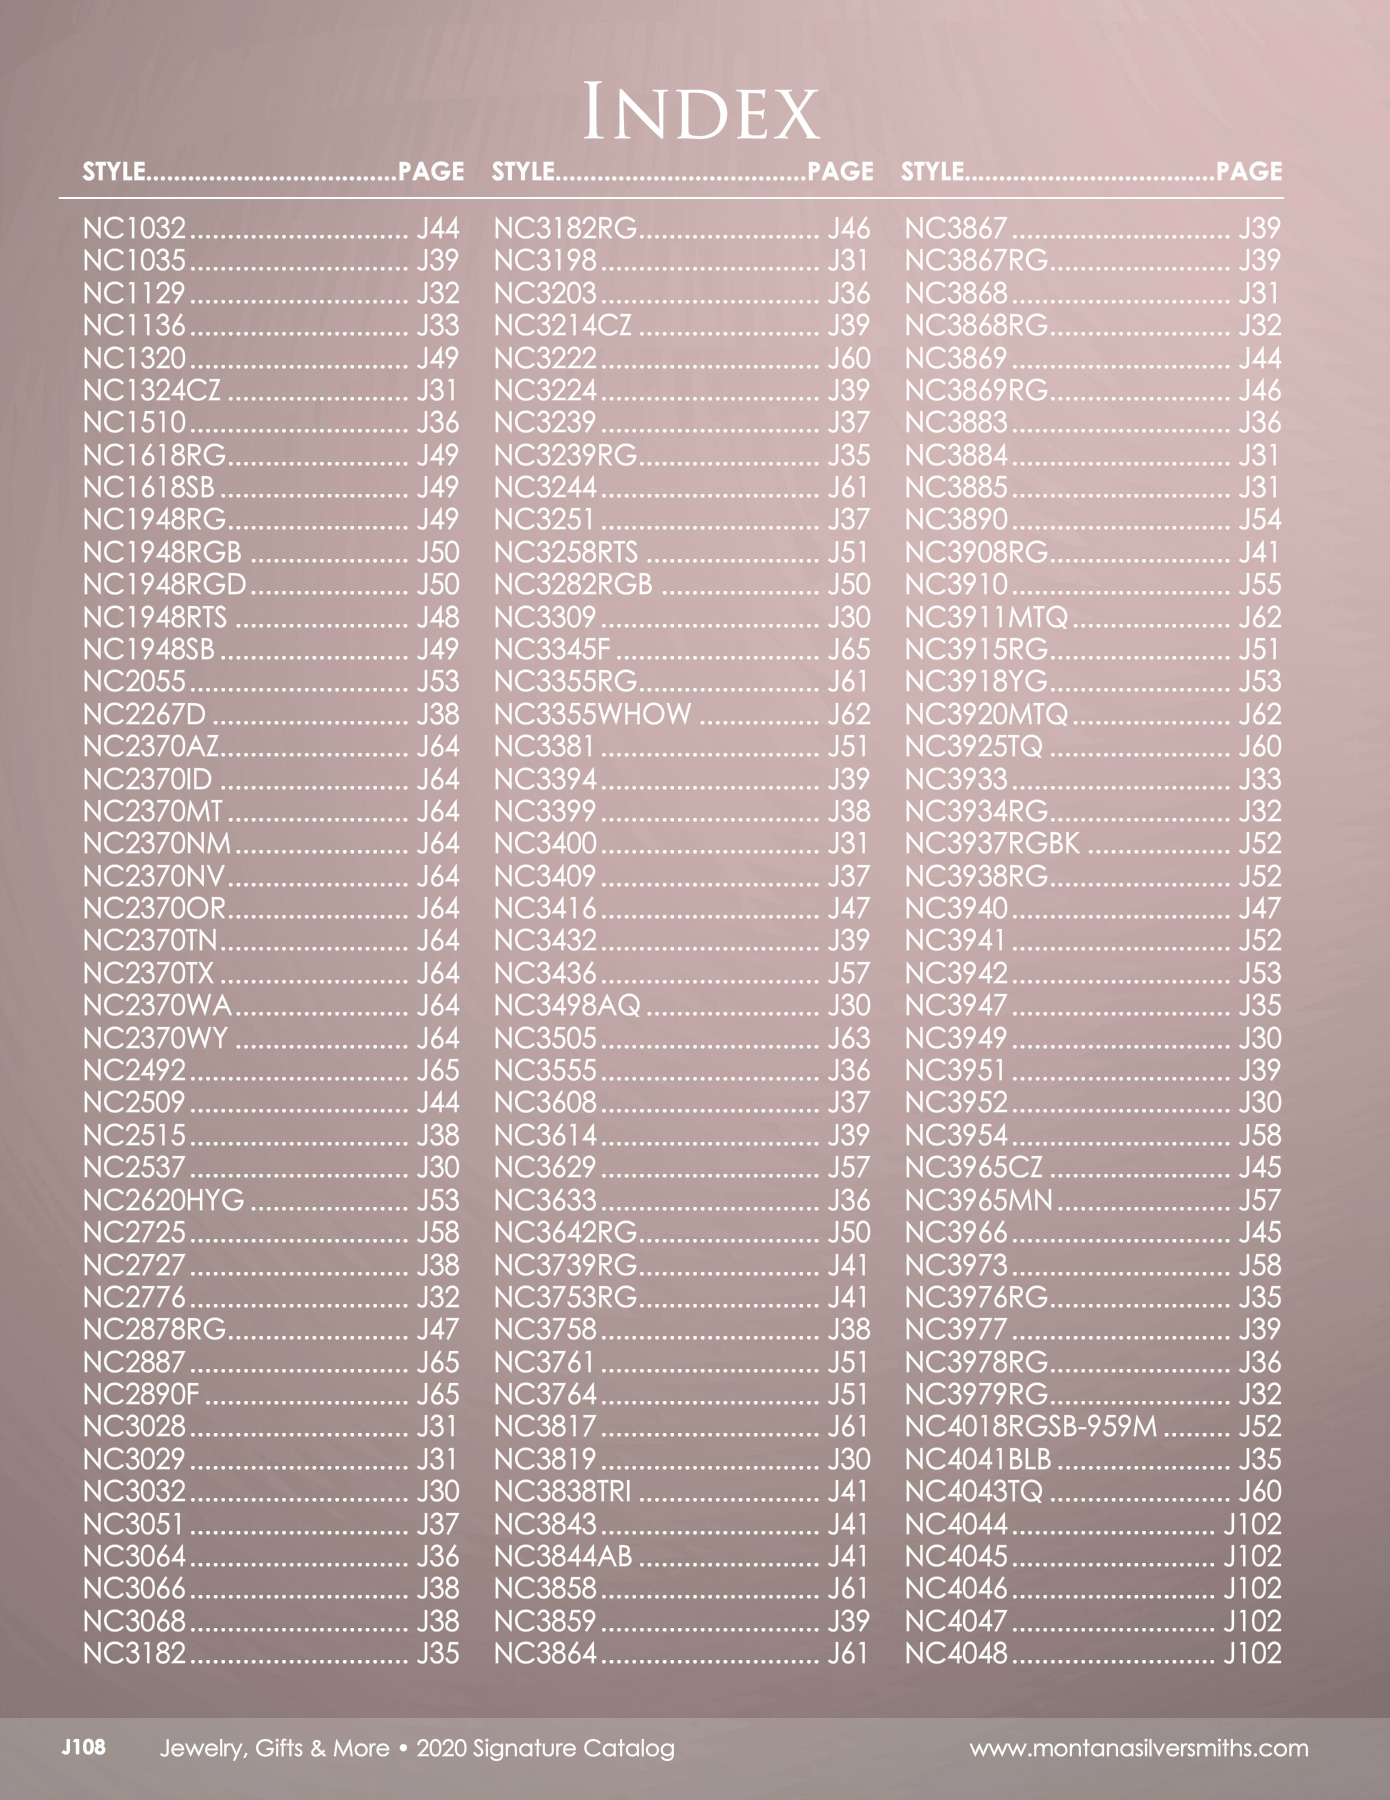 INDEX
STYLE....................................PAGE STYLE....................................PAGE STYLE....................................PAGE
NC1032............................. J44
NC1035............................. J39
NC1129............................. J32
NC1136............................. J33
NC1320............................. J49
NC1324CZ........................ J31
NC1510............................. J36
NC1618RG........................ J49
NC1618SB......................... J49
NC1948RG........................ J49
NC1948RGB ..................... J50
NC1948RGD..................... J50
NC1948RTS ....................... J48
NC1948SB......................... J49
NC2055............................. J53
NC2267D .......................... J38
NC2370AZ......................... J64
NC2370ID ......................... J64
NC2370MT........................ J64
NC2370NM....................... J64
NC2370NV........................ J64
NC2370OR........................ J64
NC2370TN......................... J64
NC2370TX ......................... J64
NC2370WA....................... J64
NC2370WY ....................... J64
NC2492............................. J65
NC2509............................. J44
NC2515............................. J38
NC2537............................. J30
NC2620HYG ..................... J53
NC2725............................. J58
NC2727............................. J38
NC2776............................. J32
NC2878RG........................ J47
NC2887............................. J65
NC2890F ........................... J65
NC3028............................. J31
NC3029............................. J31
NC3032............................. J30
NC3051............................. J37
NC3064............................. J36
NC3066............................. J38
NC3068............................. J38
NC3182............................. J35
NC3182RG........................ J46
NC3198............................. J31
NC3203............................. J36
NC3214CZ ........................ J39
NC3222............................. J60
NC3224............................. J39
NC3239............................. J37
NC3239RG........................ J35
NC3244............................. J61
NC3251............................. J37
NC3258RTS ....................... J51
NC3282RGB ..................... J50
NC3309............................. J30
NC3345F ........................... J65
NC3355RG........................ J61
NC3355WHOW ................ J62
NC3381............................. J51
NC3394............................. J39
NC3399............................. J38
NC3400............................. J31
NC3409............................. J37
NC3416............................. J47
NC3432............................. J39
NC3436............................. J57
NC3498AQ....................... J30
NC3505............................. J63
NC3555............................. J36
NC3608............................. J37
NC3614............................. J39
NC3629............................. J57
NC3633............................. J36
NC3642RG........................ J50
NC3739RG........................ J41
NC3753RG........................ J41
NC3758............................. J38
NC3761............................. J51
NC3764............................. J51
NC3817............................. J61
NC3819............................. J30
NC3838TRI ........................ J41
NC3843............................. J41
NC3844AB ........................ J41
NC3858............................. J61
NC3859............................. J39
NC3864............................. J61
NC3867............................. J39
NC3867RG........................ J39
NC3868............................. J31
NC3868RG........................ J32
NC3869............................. J44
NC3869RG........................ J46
NC3883............................. J36
NC3884............................. J31
NC3885............................. J31
NC3890............................. J54
NC3908RG........................ J41
NC3910............................. J55
NC3911MTQ..................... J62
NC3915RG........................ J51
NC3918YG........................ J53
NC3920MTQ..................... J62
NC3925TQ ........................ J60
NC3933............................. J33
NC3934RG........................ J32
NC3937RGBK ................... J52
NC3938RG........................ J52
NC3940............................. J47
NC3941............................. J52
NC3942............................. J53
NC3947............................. J35
NC3949............................. J30
NC3951............................. J39
NC3952............................. J30
NC3954............................. J58
NC3965CZ ........................ J45
NC3965MN....................... J57
NC3966............................. J45
NC3973............................. J58
NC3976RG........................ J35
NC3977............................. J39
NC3978RG........................ J36
NC3979RG........................ J32
NC4018RGSB-959M ......... J52
NC4041BLB ....................... J35
NC4043TQ ........................ J60
NC4044........................... J102
NC4045........................... J102
NC4046........................... J102
NC4047........................... J102
NC4048........................... J102
J108 Jewelry, Gifts & More • 2020 Signature Catalog www.montanasilversmiths.com